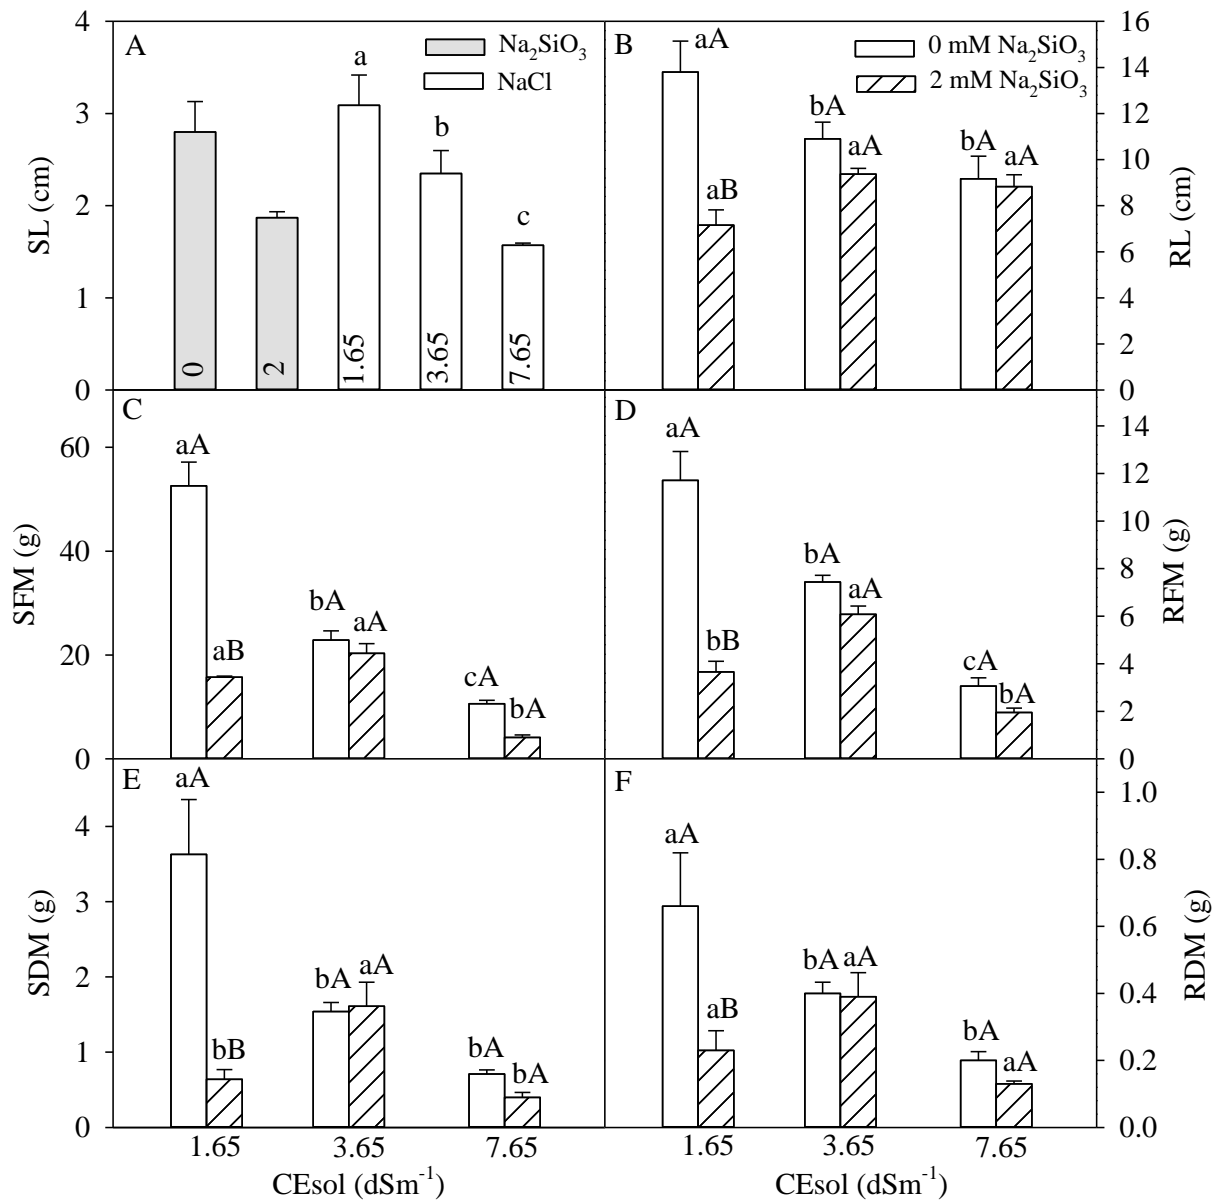 A
Na₂SiO₃
NaCl
a
b
c
0
2
1.65
3.65
7.65
4
3
2
1
0
SL (cm)
B
0 mM Na₂SiO₃
2 mM Na₂SiO₃
aA
aB
bA
aA
bA
aA
16
14
12
10
8
6
4
2
0
RL (cm)
C
aA
aB
bA
aA
cA
bA
60
40
20
0
SFM (g)
D
aA
bB
bA
aA
cA
bA
14
12
10
8
6
4
2
0
RFM (g)
E
aA
bB
bA
aA
bA
bA
4
3
2
1
0
SDM (g)
1.65 3.65 7.65
CEsol (dSm⁻¹)
F
aA
aB
bA
aA
bA
aA
1.0
0.8
0.6
0.4
0.2
0.0
RDM (g)
1.65 3.65 7.65
CEsol (dSm⁻¹)